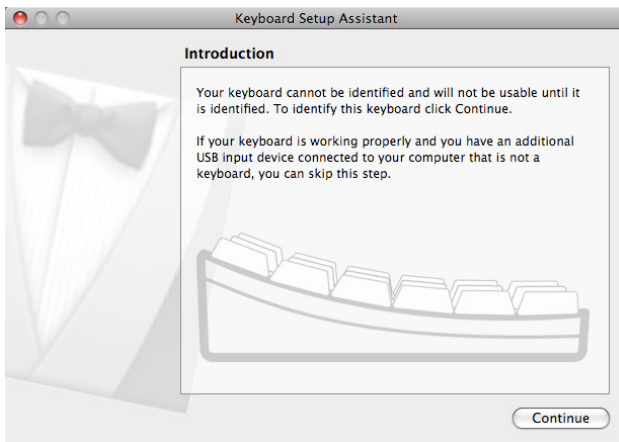 Keyboard Setup Assistant
Introduction
Your keyboard cannot be identified and will not be usable until it
is identified. To identify this keyboard click Continue.
If your keyboard is working properly and you have an additional
USB input device connected to your computer that is not a
keyboard, you can skip this step.
Continue